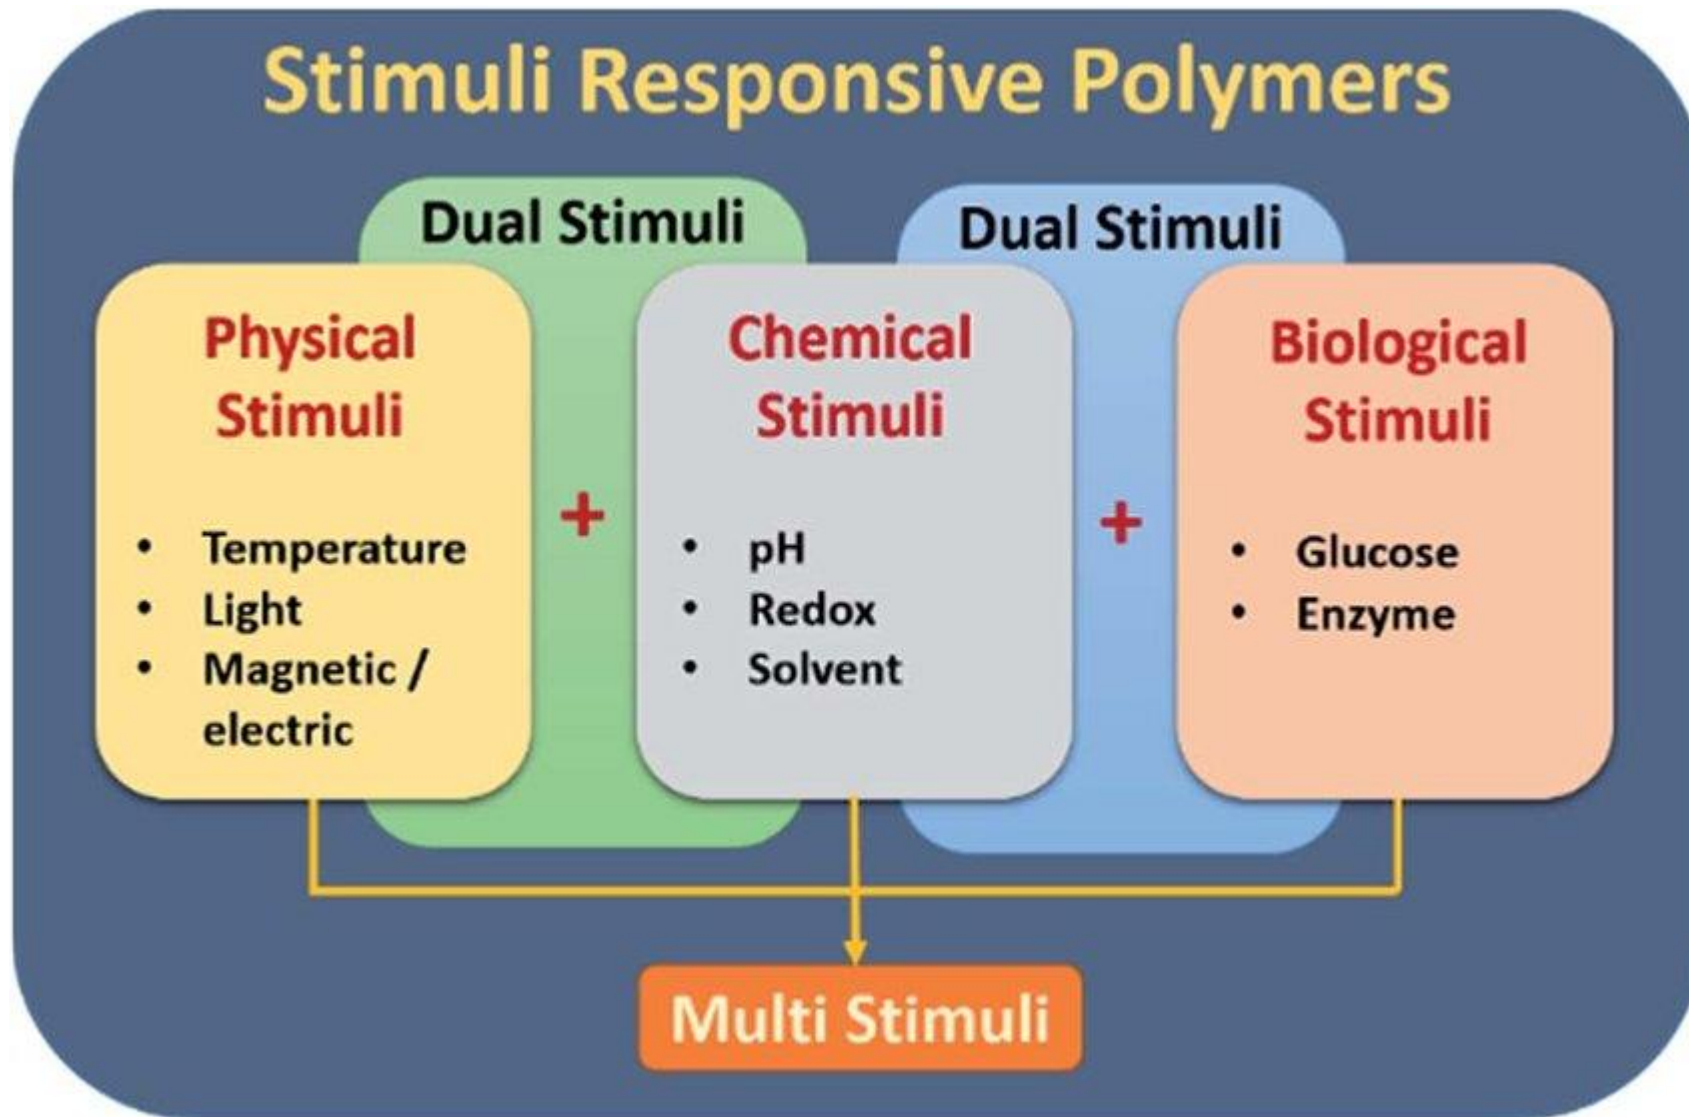 Stimuli Responsive Polymers
Dual Stimuli
Dual Stimuli
Physical
Stimuli
• Temperature
• Light
• Magnetic /
electric
+
Chemical
Stimuli
• pH
• Redox
• Solvent
+
Biological
Stimuli
• Glucose
• Enzyme
Multi Stimuli